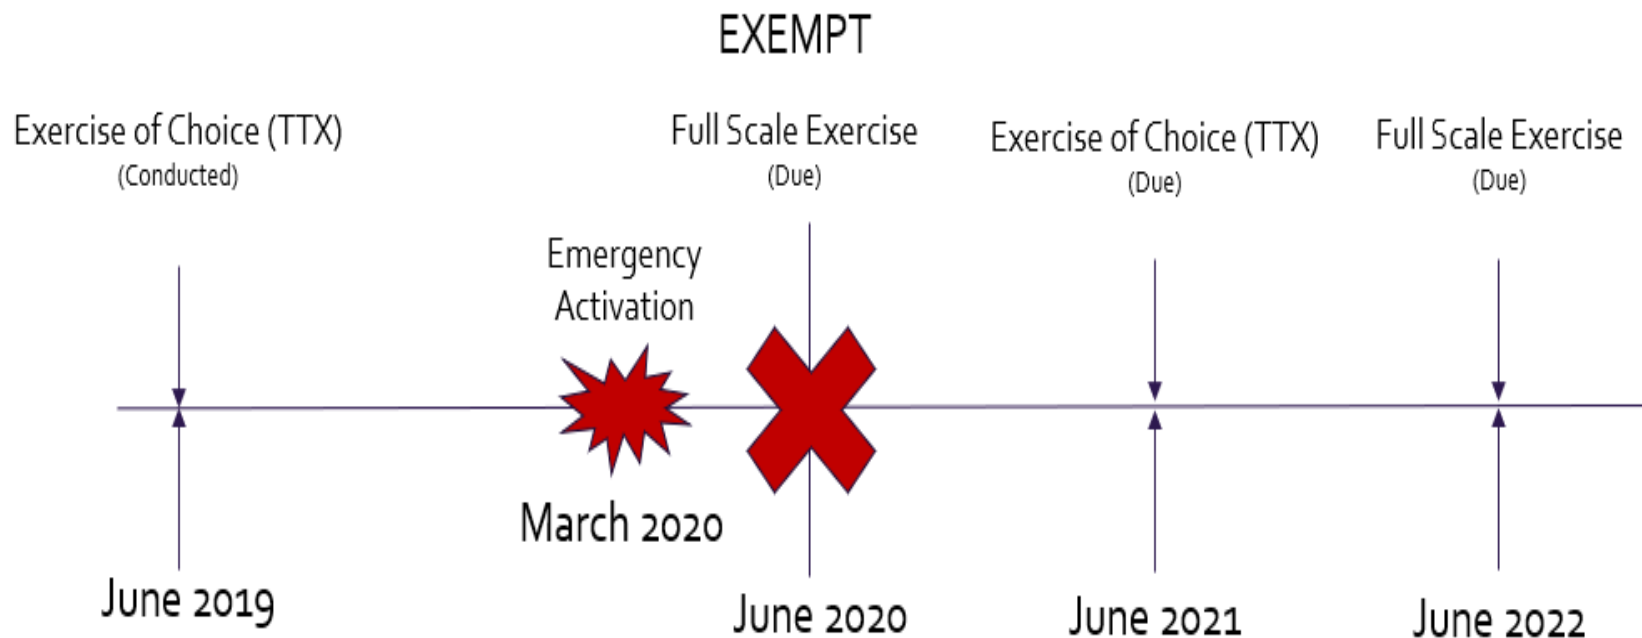 EXEMPT
Exercise of Choice (TTX)
(Conducted)
Full Scale Exercise
(Due)
Exercise of Choice (TTX)
(Due)
Full Scale Exercise
(Due)
Emergency
Activation
March 2020
June 2019
June 2020
June 2021
June 2022